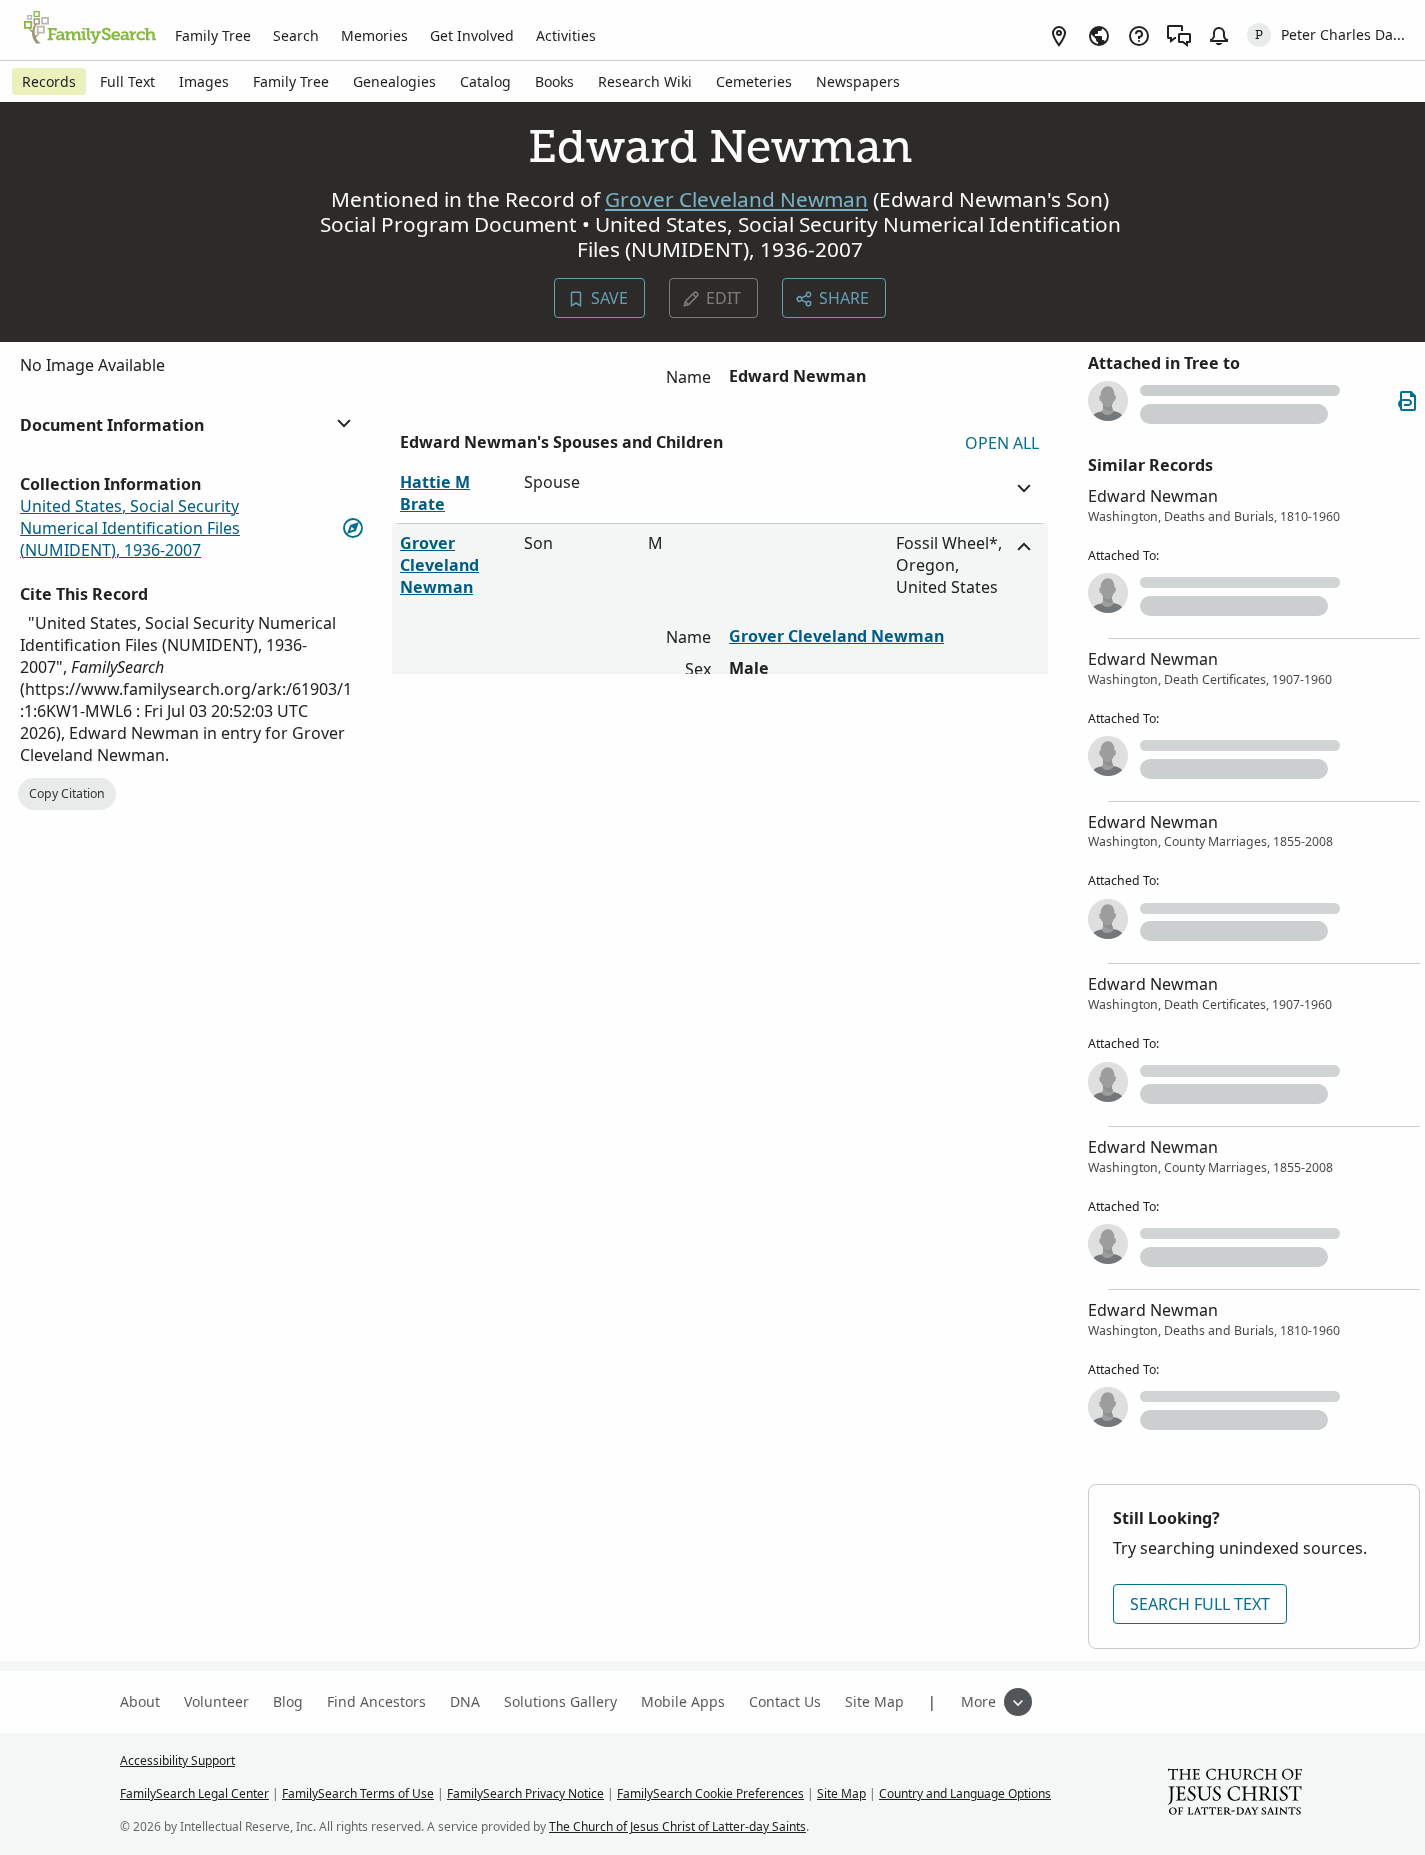 FamilySearch
Family Tree Search Memories Get Involved Activities
P Peter Charles Da...
Records Full Text Images Family Tree Genealogies Catalog Books Research Wiki Cemeteries Newspapers
Edward Newman
Mentioned in the Record of Grover Cleveland Newman (Edward Newman's Son)
Social Program Document • United States, Social Security Numerical Identification
Files (NUMIDENT), 1936-2007
SAVE EDIT SHARE
No Image Available
Document Information
Collection Information
United States, Social Security
Numerical Identification Files
(NUMIDENT), 1936-2007
Cite This Record
"United States, Social Security Numerical
Identification Files (NUMIDENT), 1936-
2007", FamilySearch
(https://www.familysearch.org/ark:/61903/1
:1:6KW1-MWL6 : Fri Jul 03 20:52:03 UTC
2026), Edward Newman in entry for Grover
Cleveland Newman.
Copy Citation
Name Edward Newman
Edward Newman's Spouses and Children OPEN ALL
Hattie M
Brate
Spouse
Grover
Cleveland
Newman
Son
M
Fossil Wheel*,
Oregon,
United States
Name Grover Cleveland Newman
Sex Male
Attached in Tree to
Similar Records
Edward Newman
Washington, Deaths and Burials, 1810-1960
Attached To:
Edward Newman
Washington, Death Certificates, 1907-1960
Attached To:
Edward Newman
Washington, County Marriages, 1855-2008
Attached To:
Edward Newman
Washington, Death Certificates, 1907-1960
Attached To:
Edward Newman
Washington, County Marriages, 1855-2008
Attached To:
Edward Newman
Washington, Deaths and Burials, 1810-1960
Attached To:
Still Looking?
Try searching unindexed sources.
SEARCH FULL TEXT
About Volunteer Blog Find Ancestors DNA Solutions Gallery Mobile Apps Contact Us Site Map | More
Accessibility Support
FamilySearch Legal Center | FamilySearch Terms of Use | FamilySearch Privacy Notice | FamilySearch Cookie Preferences | Site Map | Country and Language Options
© 2026 by Intellectual Reserve, Inc. All rights reserved. A service provided by The Church of Jesus Christ of Latter-day Saints.
THE CHURCH OF
JESUS CHRIST
OF LATTER-DAY SAINTS